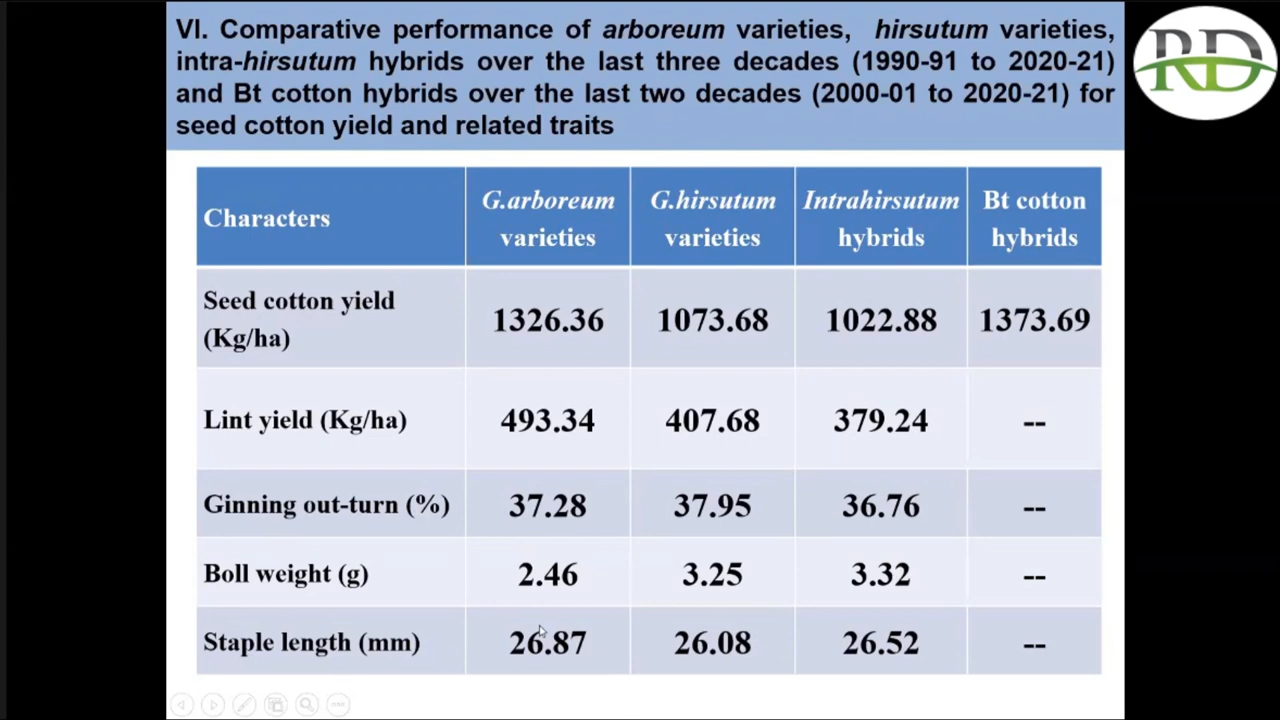 VI. Comparative performance of arboreum varieties, hirsutum varieties,
intra-hirsutum hybrids over the last three decades (1990-91 to 2020-21)
and Bt cotton hybrids over the last two decades (2000-01 to 2020-21) for
seed cotton yield and related traits
RD
Characters G.arboreum varieties G.hirsutum varieties Intrahirsutum hybrids Bt cotton hybrids
Seed cotton yield (Kg/ha) 1326.36 1073.68 1022.88 1373.69
Lint yield (Kg/ha) 493.34 407.68 379.24 --
Ginning out-turn (%) 37.28 37.95 36.76 --
Boll weight (g) 2.46 3.25 3.32 --
Staple length (mm) 26.87 26.08 26.52 --